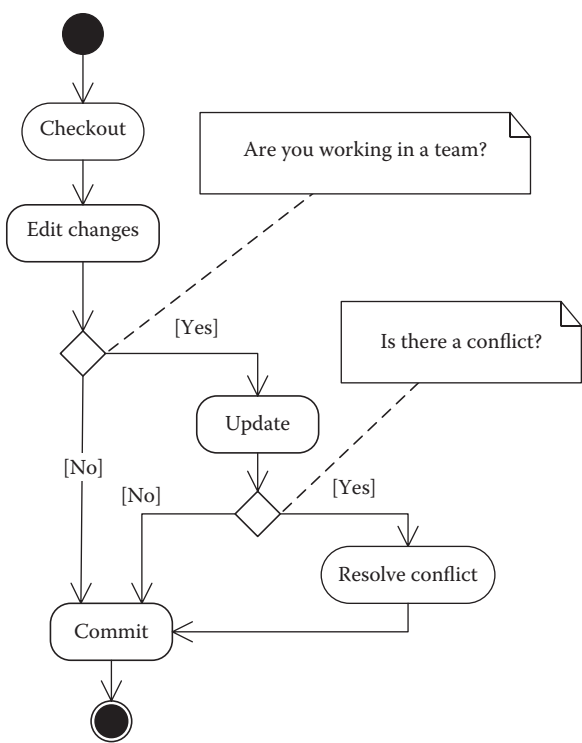 Checkout
Are you working in a team?
Edit changes
[Yes]
Is there a conflict?
Update
[No]
[No]
[Yes]
Resolve conflict
Commit